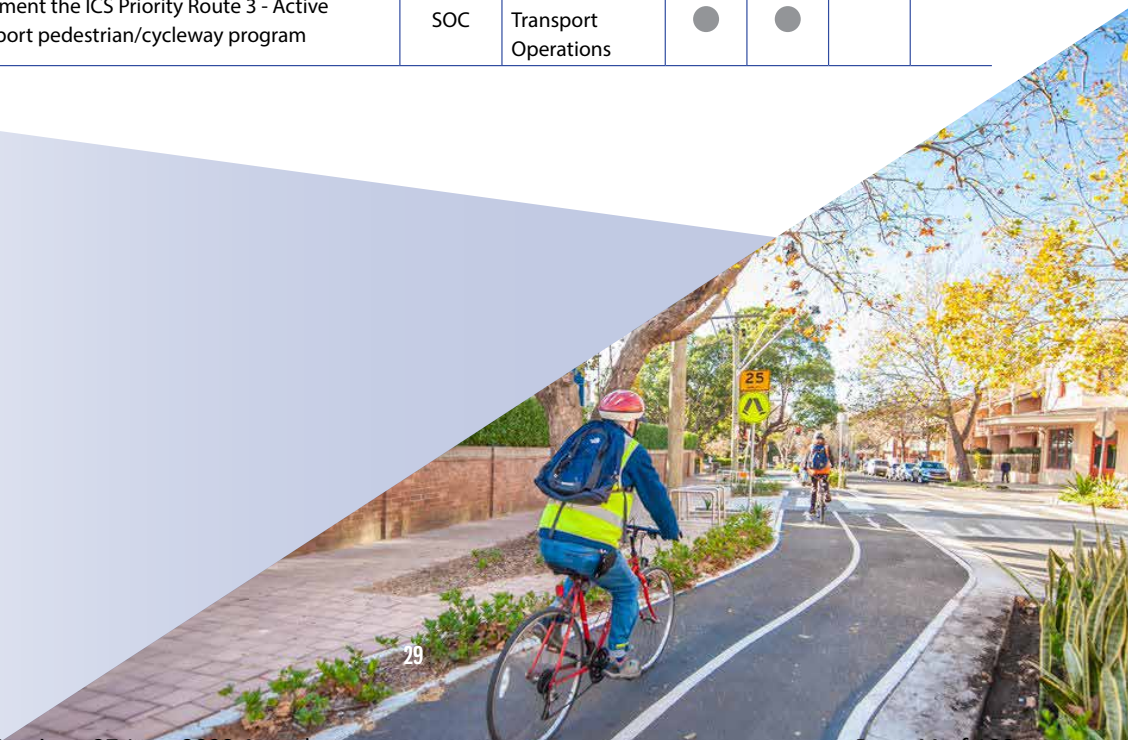 ment the ICS Priority Route 3 - Active
port pedestrian/cycleway program
SOC
Transport
Operations
25
29